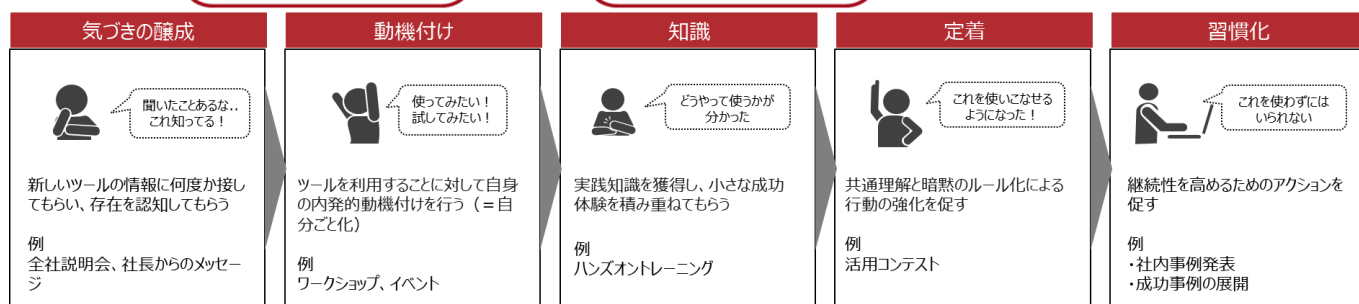 気づきの醸成
聞いたことあるな..
これ知ってる！
新しいツールの情報に何度か接し
てもらい、存在を認知してもらう
例
全社説明会、社長からのメッセー
ジ
動機付け
使ってみたい！
試してみたい！
ツールを利用することに対して自身
の内発的動機付けを行う（＝自
分ごと化）
例
ワークショップ、イベント
知識
どうやって使うかが
分かった
実践知識を獲得し、小さな成功
体験を積み重ねてもらう
例
ハンズオントレーニング
定着
これを使いこなせる
ようになった！
共通理解と暗黙のルール化による
行動の強化を促す
例
活用コンテスト
習慣化
これを使わずには
いられない
継続性を高めるためのアクションを
促す
例
・社内事例発表
・成功事例の展開